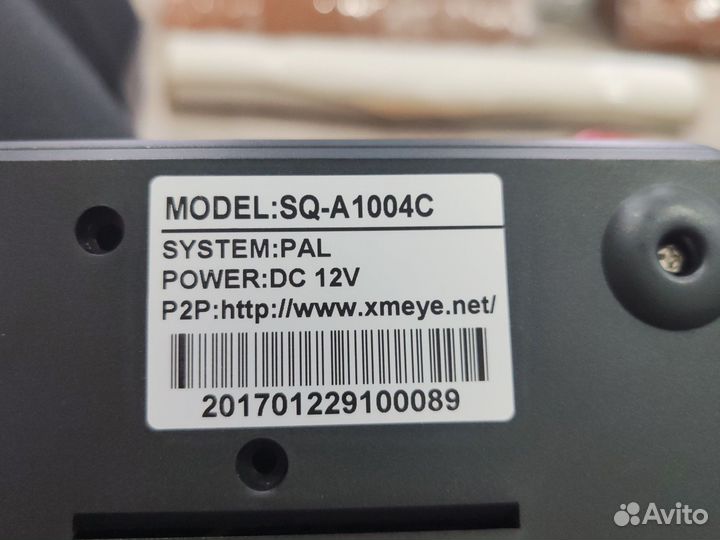 MODEL:SQ-A1004C
SYSTEM:PAL
POWER:DC 12V
P2P:http://www.xmeye.net/
201701229100089
Avito